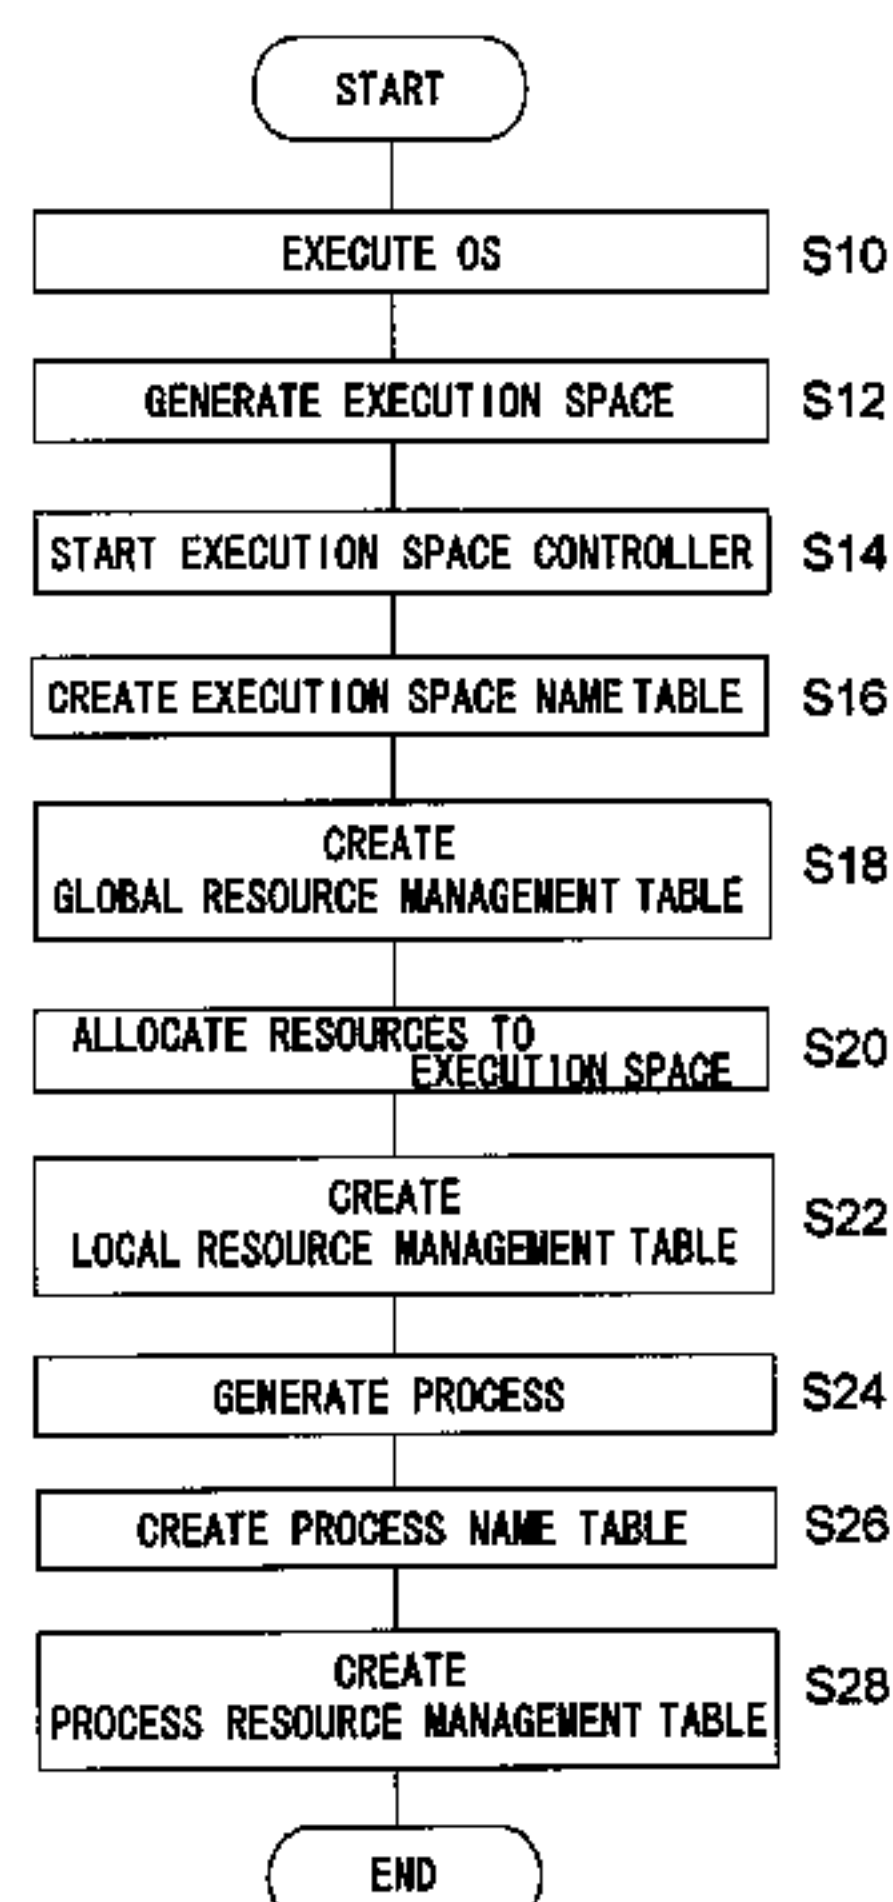 START
EXECUTE OS S10
GENERATE EXECUTION SPACE S12
START EXECUTION SPACE CONTROLLER S14
CREATE EXECUTION SPACE NAME TABLE S16
CREATE
GLOBAL RESOURCE MANAGEMENT TABLE S18
ALLOCATE RESOURCES TO
EXECUTION SPACE S20
CREATE
LOCAL RESOURCE MANAGEMENT TABLE S22
GENERATE PROCESS S24
CREATE PROCESS NAME TABLE S26
CREATE
PROCESS RESOURCE MANAGEMENT TABLE S28
END